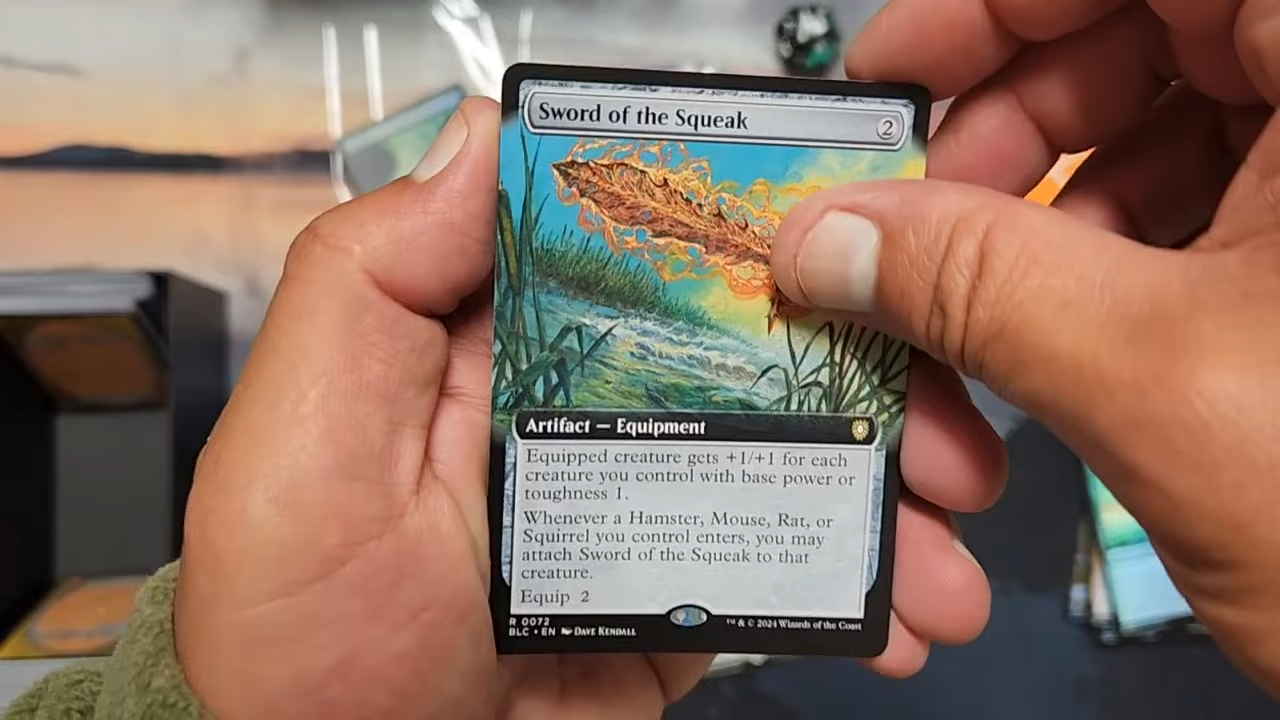 Sword of the Squeak 2
Artifact — Equipment
Equipped creature gets +1/+1 for each
creature you control with base power or
toughness 1.
Whenever a Hamster, Mouse, Rat, or
Squirrel you control enters, you may
attach Sword of the Squeak to that
creature.
Equip 2
R 0072
BLC • EN DAVE KENDALL
™ & © 2024 Wizards of the Coast